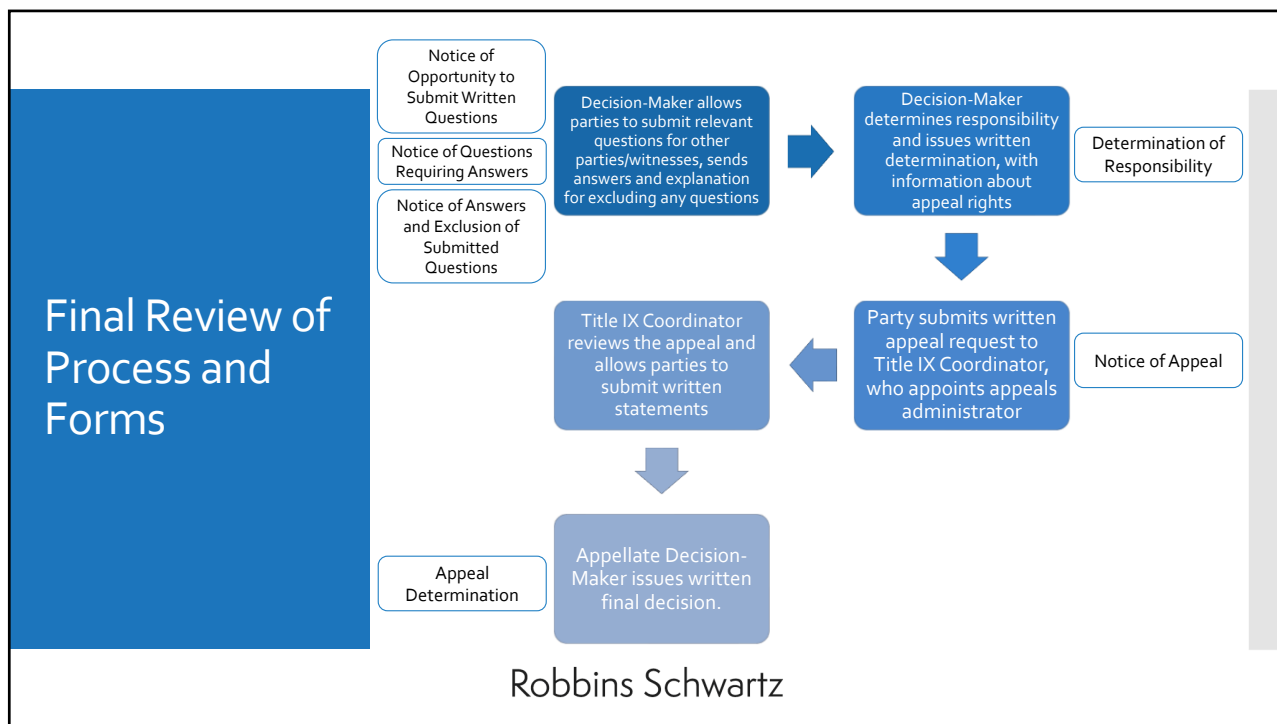 Final Review of
Process and
Forms
Notice of
Opportunity to
Submit Written
Questions
Notice of Questions
Requiring Answers
Notice of Answers
and Exclusion of
Submitted
Questions
Decision-Maker allows
parties to submit relevant
questions for other
parties/witnesses, sends
answers and explanation
for excluding any questions
Decision-Maker
determines responsibility
and issues written
determination, with
information about
appeal rights
Determination of
Responsibility
Party submits written
appeal request to
Title IX Coordinator,
who appoints appeals
administrator
Notice of Appeal
Title IX Coordinator
reviews the appeal and
allows parties to
submit written
statements
Appeal
Determination
Appellate Decision-
Maker issues written
final decision.
Robbins Schwartz